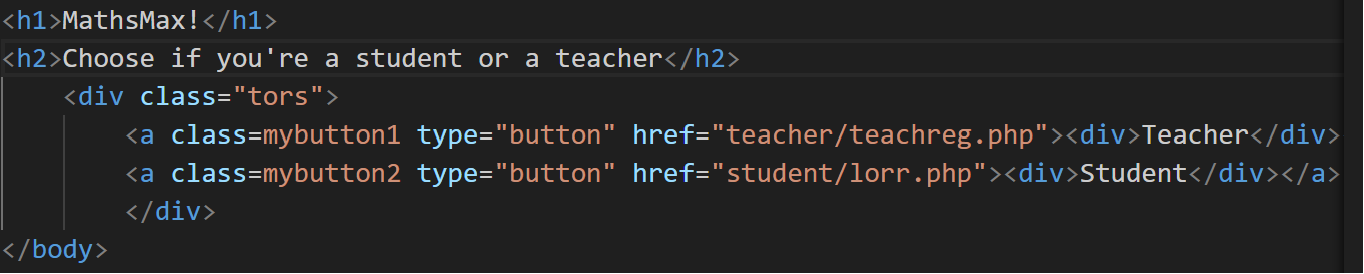 <h1>MathsMax!</h1>
<h2>Choose if you're a student or a teacher</h2>
<div class="tors">
<a class=mybutton1 type="button" href="teacher/teachreg.php"><div>Teacher</div>
<a class=mybutton2 type="button" href="student/lorr.php"><div>Student</div></a>
</div>
</body>